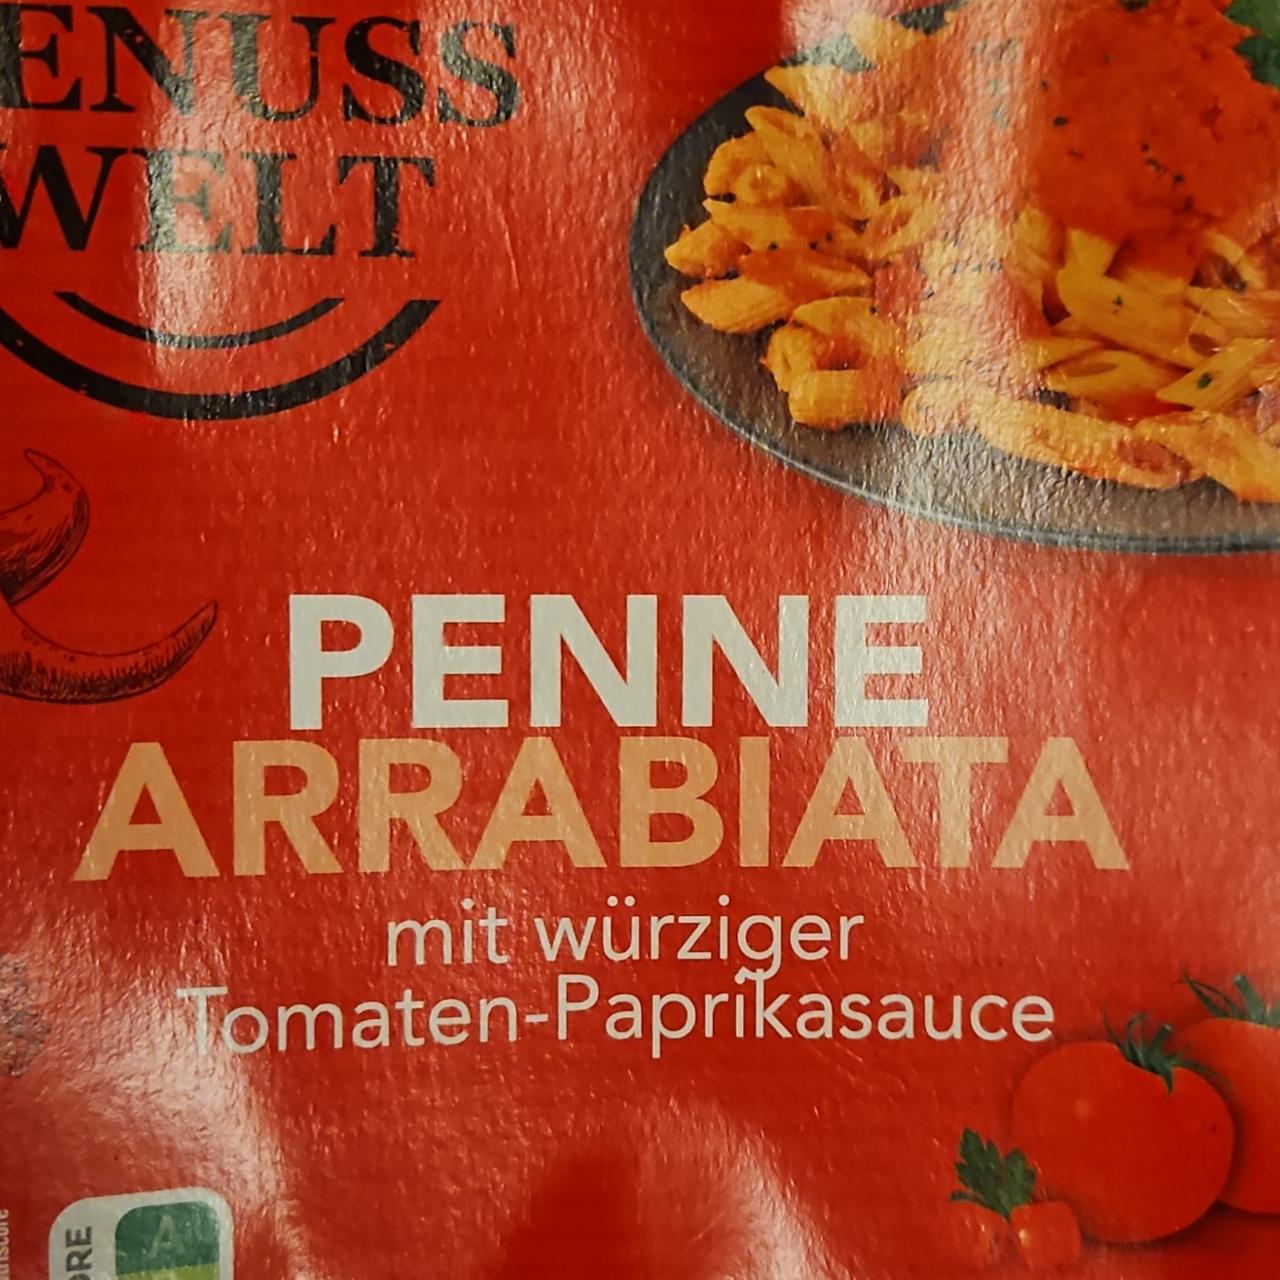 ENUSS
WELT
PENNE
ARRABIATA
mit würziger
Tomaten-Paprikasauce
A